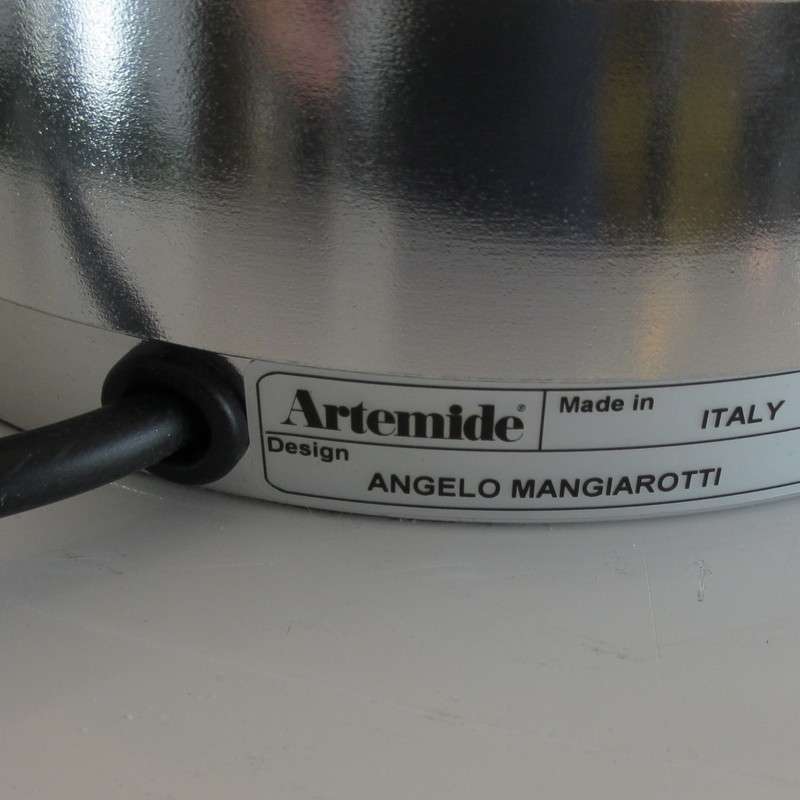 Artemide®
Made in ITALY
Design
ANGELO MANGIAROTTI